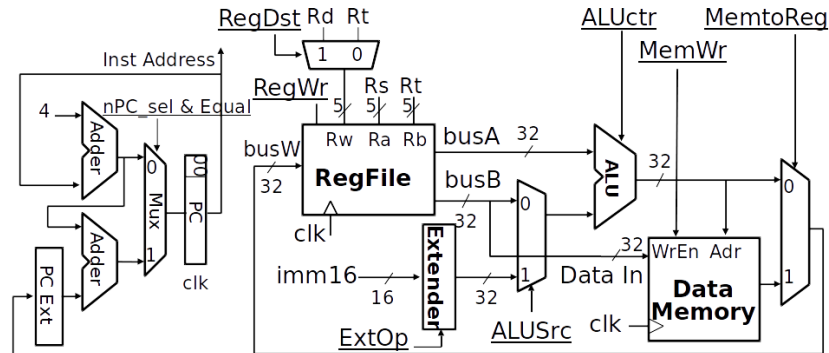 RegDst
Rd Rt
1 0
ALUctr
MemtoReg
MemWr
Inst Address
nPC_sel & Equal
4
Adder
RegWr
Rs Rt
5 5 5
Rw Ra Rb
RegFile
busW
32
clk
busA
32
busB
32
0
1
ALU
32
0
1
0
Mux
1
00
PC
clk
Adder
PC Ext
imm16
16
Extender
32
ExtOp
ALUSrc
Data In
32
WrEn Adr
Data
Memory
clk